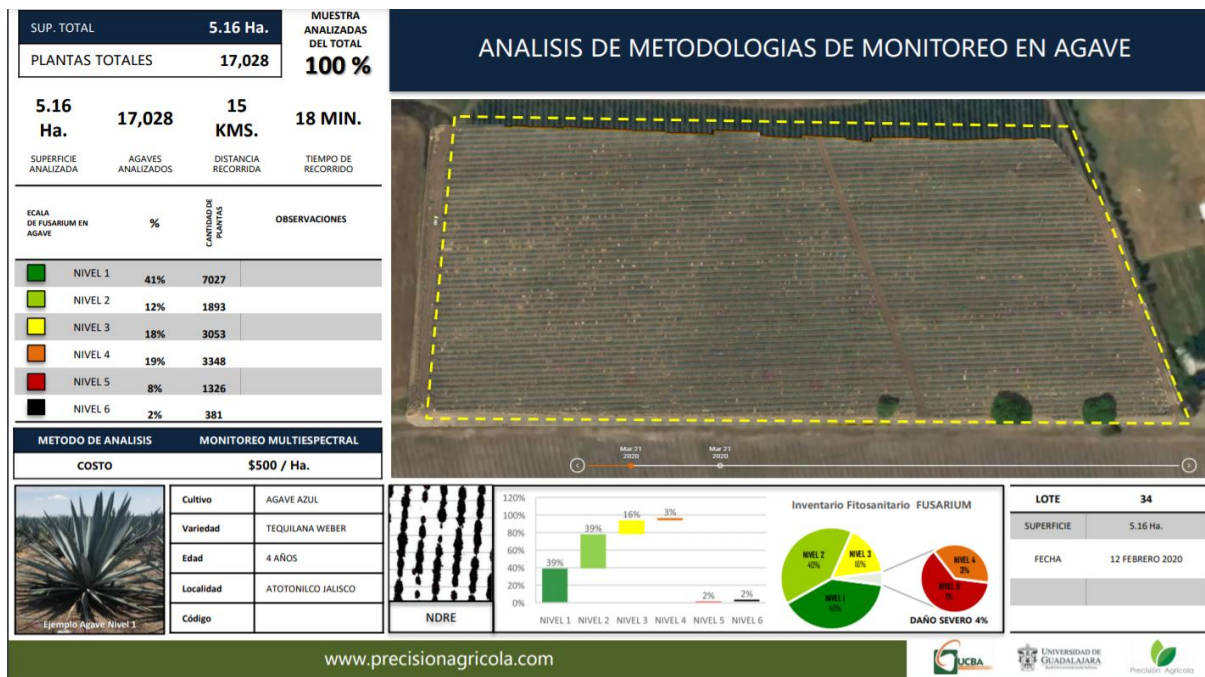 SUP. TOTAL 5.16 Ha.
PLANTAS TOTALES 17,028
MUESTRA
ANALIZADAS
DEL TOTAL
100 %
ANALISIS DE METODOLOGIAS DE MONITOREO EN AGAVE
5.16
Ha.
17,028
15
KMS.
18 MIN.
SUPERFICIE
ANALIZADA
AGAVES
ANALIZADOS
DISTANCIA
RECORRIDA
TIEMPO DE
RECORRIDO
ECALA
DE FUSARIUM EN
AGAVE
%
CANTIDAD DE
PLANTAS
OBSERVACIONES
NIVEL 1 41% 7027
NIVEL 2 12% 1893
NIVEL 3 18% 3053
NIVEL 4 19% 3348
NIVEL 5 8% 1326
NIVEL 6 2% 381
METODO DE ANALISIS MONITOREO MULTIESPECTRAL
COSTO $500 / Ha.
Mar 21
2020
Mar 21
2020
Ejemplo Agave Nivel 1
Cultivo AGAVE AZUL
Variedad TEQUILANA WEBER
Edad 4 AÑOS
Localidad ATOTONILCO JALISCO
Código
NDRE
120%
100%
80%
60%
40%
20%
0%
39%
39%
16%
3%
2%
2%
NIVEL 1 NIVEL 2 NIVEL 3 NIVEL 4 NIVEL 5 NIVEL 6
Inventario Fitosanitario FUSARIUM
NIVEL 2
40%
NIVEL 3
16%
NIVEL 1
NIVEL 4
DAÑO SEVERO 4%
LOTE 34
SUPERFICIE 5.16 Ha.
FECHA 12 FEBRERO 2020
www.precisionagricola.com
UCBA
UNIVERSIDAD DE
GUADALAJARA
Precisión Agrícola